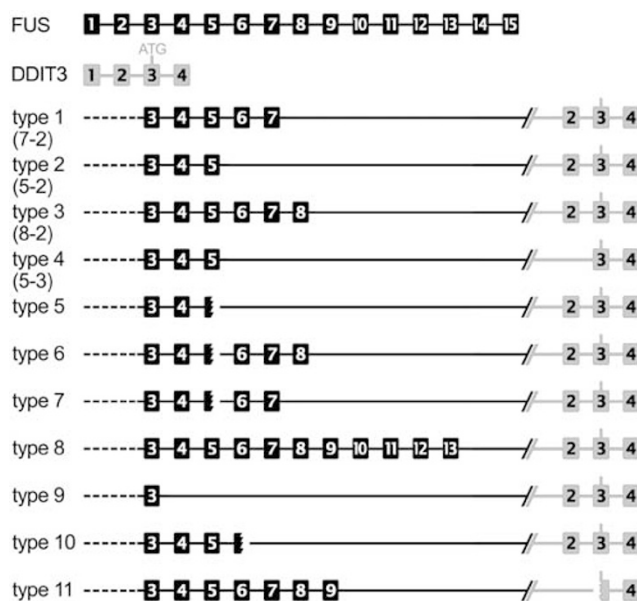 FUS 1 2 3 4 5 6 7 8 9 10 11 12 13 14 15
ATG
DDIT3 1 2 3 4
type 1 3 4 5 6 7 2 3 4
(7-2)
type 2 3 4 5 2 3 4
(5-2)
type 3 3 4 5 6 7 8 2 3 4
(8-2)
type 4 3 4 5 3 4
(5-3)
type 5 3 4 2 3 4
type 6 3 4 6 7 8 2 3 4
type 7 3 4 6 7 2 3 4
type 8 3 4 5 6 7 8 9 10 11 12 13 2 3 4
type 9 3 2 3 4
type 10 3 4 5 2 3 4
type 11 3 4 5 6 7 8 9 4